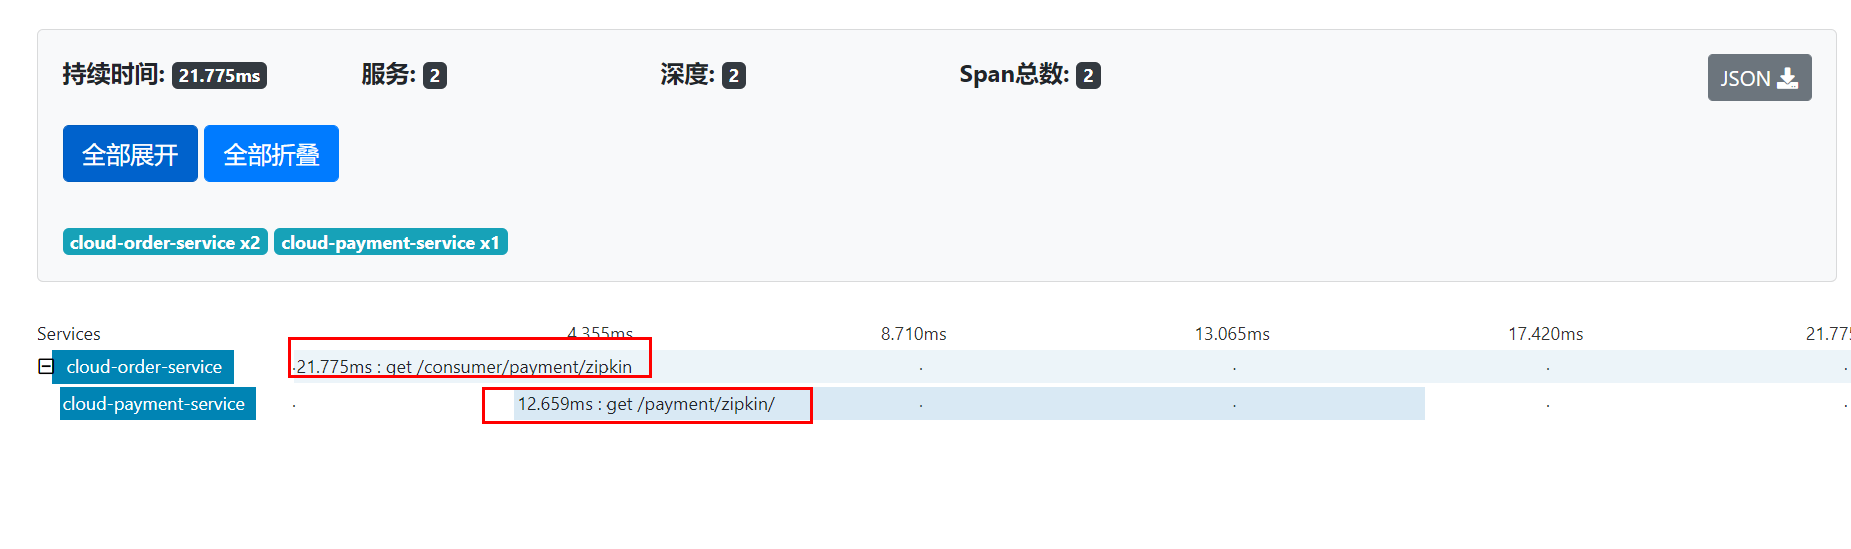 持续时间: 21.775ms 服务: 2 深度: 2 Span总数: 2 JSON
全部展开 全部折叠
cloud-order-service x2 cloud-payment-service x1
Services 4.355ms 8.710ms 13.065ms 17.420ms 21.775
cloud-order-service .21.775ms : get /consumer/payment/zipkin . . . .
cloud-payment-service . 12.659ms : get /payment/zipkin/ . . . .